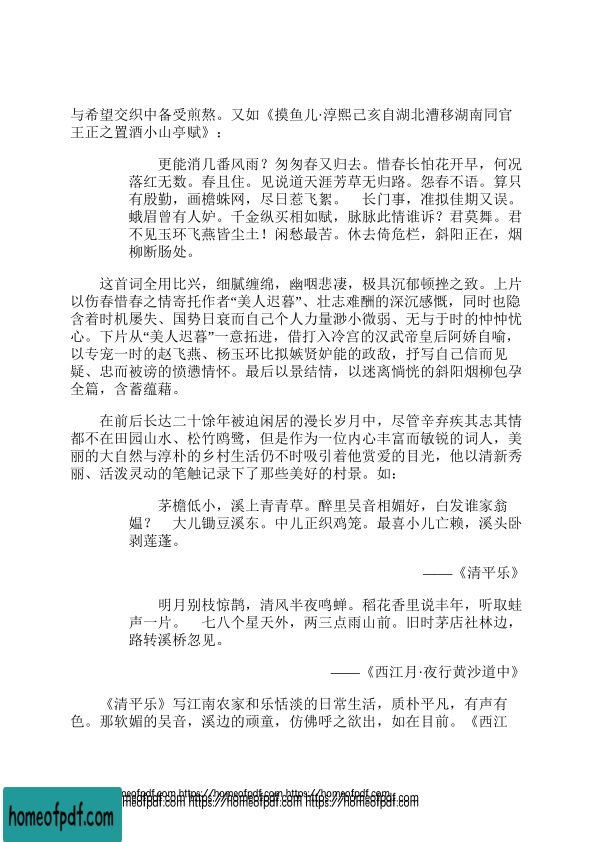 与希望交织中备受煎熬。又如《摸鱼儿·淳熙己亥自湖北漕移湖南同官
王正之置酒小山亭赋》：
更能消几番风雨？匆匆春又归去。惜春长怕花开早，何况
落红无数。春且住。见说道天涯芳草无归路。怨春不语。算只
有殷勤，画檐蛛网，尽日惹飞絮。　长门事，准拟佳期又误。
蛾眉曾有人妒。千金纵买相如赋，脉脉此情谁诉？君莫舞。君
不见玉环飞燕皆尘土！闲愁最苦。休去倚危栏，斜阳正在，烟
柳断肠处。
这首词全用比兴，细腻缠绵，幽咽悲凄，极具沉郁顿挫之致。上片
以伤春惜春之情寄托作者“美人迟暮”、壮志难酬的深沉感慨，同时也隐
含着对时机屡失、国势日衰而自己个人力量渺小微弱、无与于时的忡忡忧
心。下片从“美人迟暮”一意拓进，借打入冷宫的汉武帝皇后阿娇自喻，
以专宠一时的赵飞燕、杨玉环比拟嫉贤妒能的政敌，抒写自己信而见
疑、忠而被谤的愤懑情怀。最后以景结情，以迷离惝恍的斜阳烟柳包孕
全篇，含蓄蕴藉。
在前后长达二十馀年被迫闲居的漫长岁月中，尽管辛弃疾其志其情
都不在田园山水、松竹鸥鹭，但是作为一位内心丰富而敏锐的词人，美
丽的大自然与淳朴的乡村生活仍不时吸引着他赏爱的目光，他以清新秀
丽、活泼灵动的笔触记录下了那些美好的村景。如：
茅檐低小，溪上青青草。醉里吴音相媚好，白发谁家翁
媪？　大儿锄豆溪东。中儿正织鸡笼。最喜小儿亡赖，溪头卧
剥莲蓬。
——《清平乐》
明月别枝惊鹊，清风半夜鸣蝉。稻花香里说丰年，听取蛙
声一片。　七八个星天外，两三点雨山前。旧时茅店社林边，
路转溪桥忽见。
——《西江月·夜行黄沙道中》
《清平乐》写江南农家和乐恬淡的日常生活，质朴平凡，有声有
色。那软媚的吴音，溪边的顽童，仿佛呼之欲出，如在目前。《西江
homeofpdf.com https://homeofpdf.com https://homeofpdf.com
homeofpdf.com https://homeofpdf.com https://homeofpdf.com
homeofpdf.com